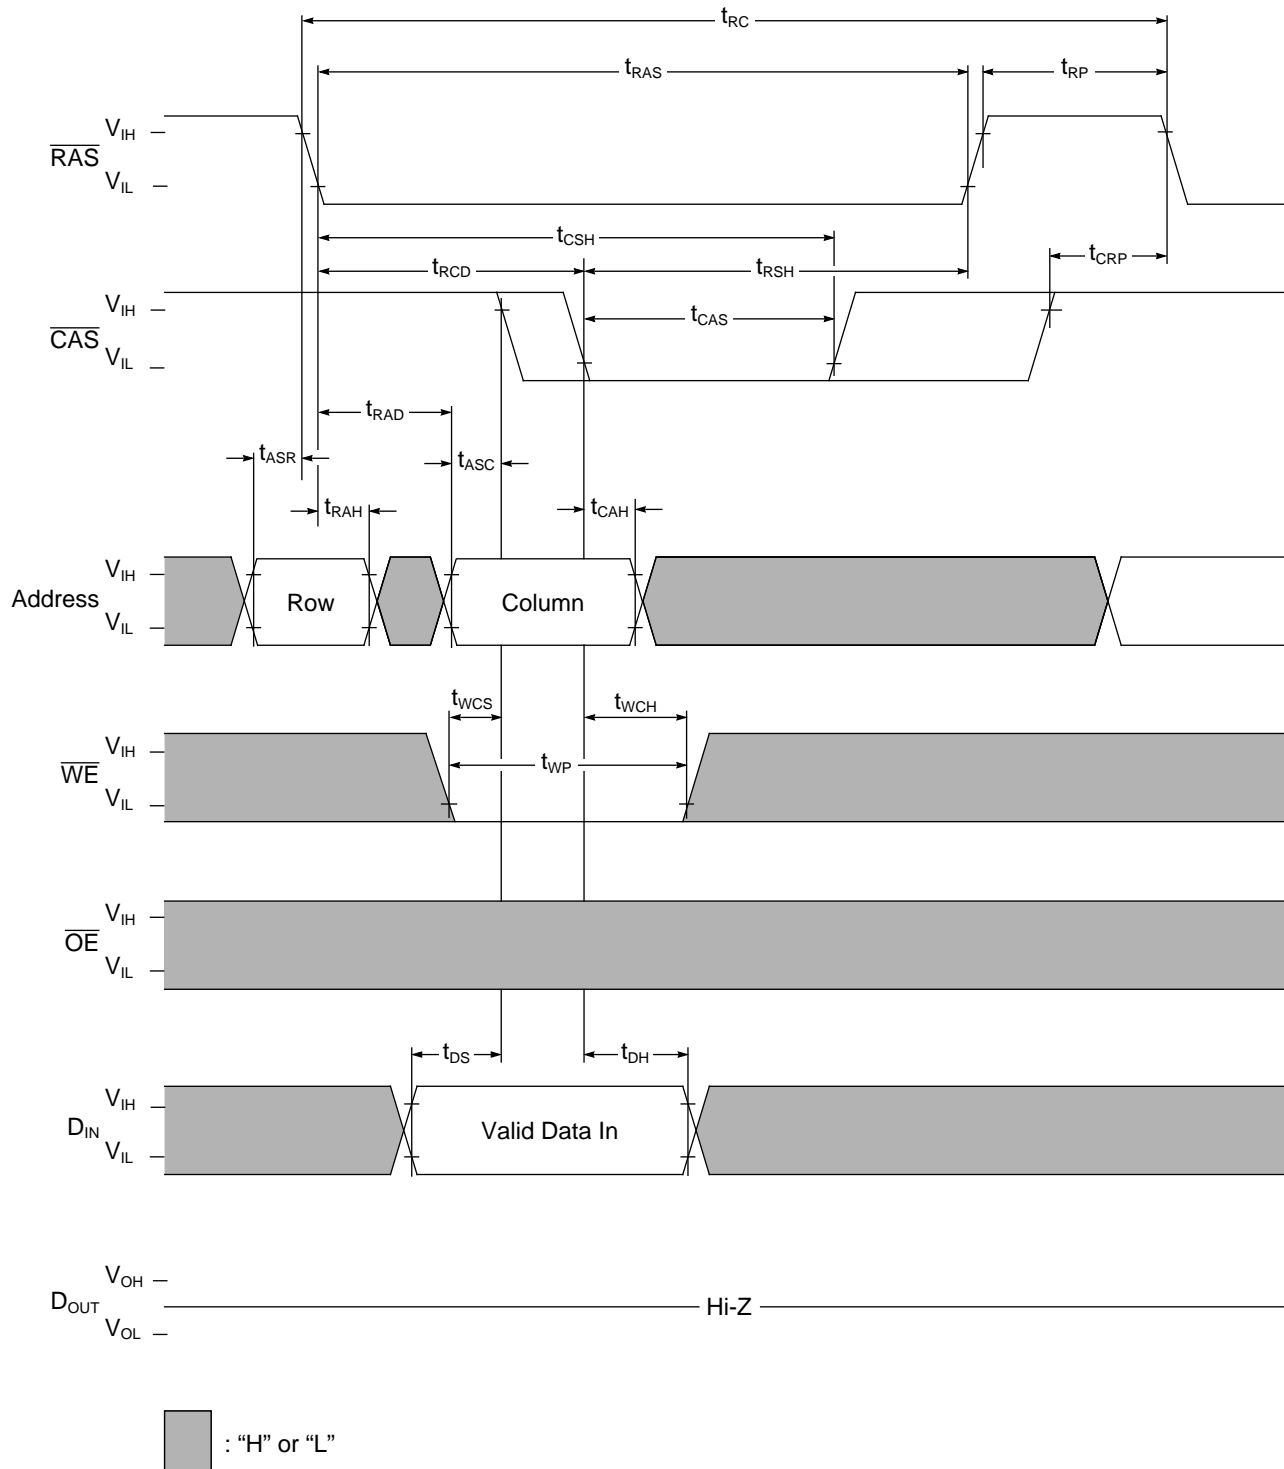 tRC
tRAS
tRP
VIH
RAS
VIL
tCSH
tRCD
tRSH
tCRP
VIH
CAS
VIL
tCAS
tRAD
tASR
tASC
tRAH
tCAH
VIH
Address
VIL
Row
Column
tWCS
tWCH
VIH
WE
VIL
tWP
VIH
OE
VIL
tDS
tDH
VIH
DIN
VIL
Valid Data In
VOH
DOUT
VOL
Hi-Z
: “H” or “L”